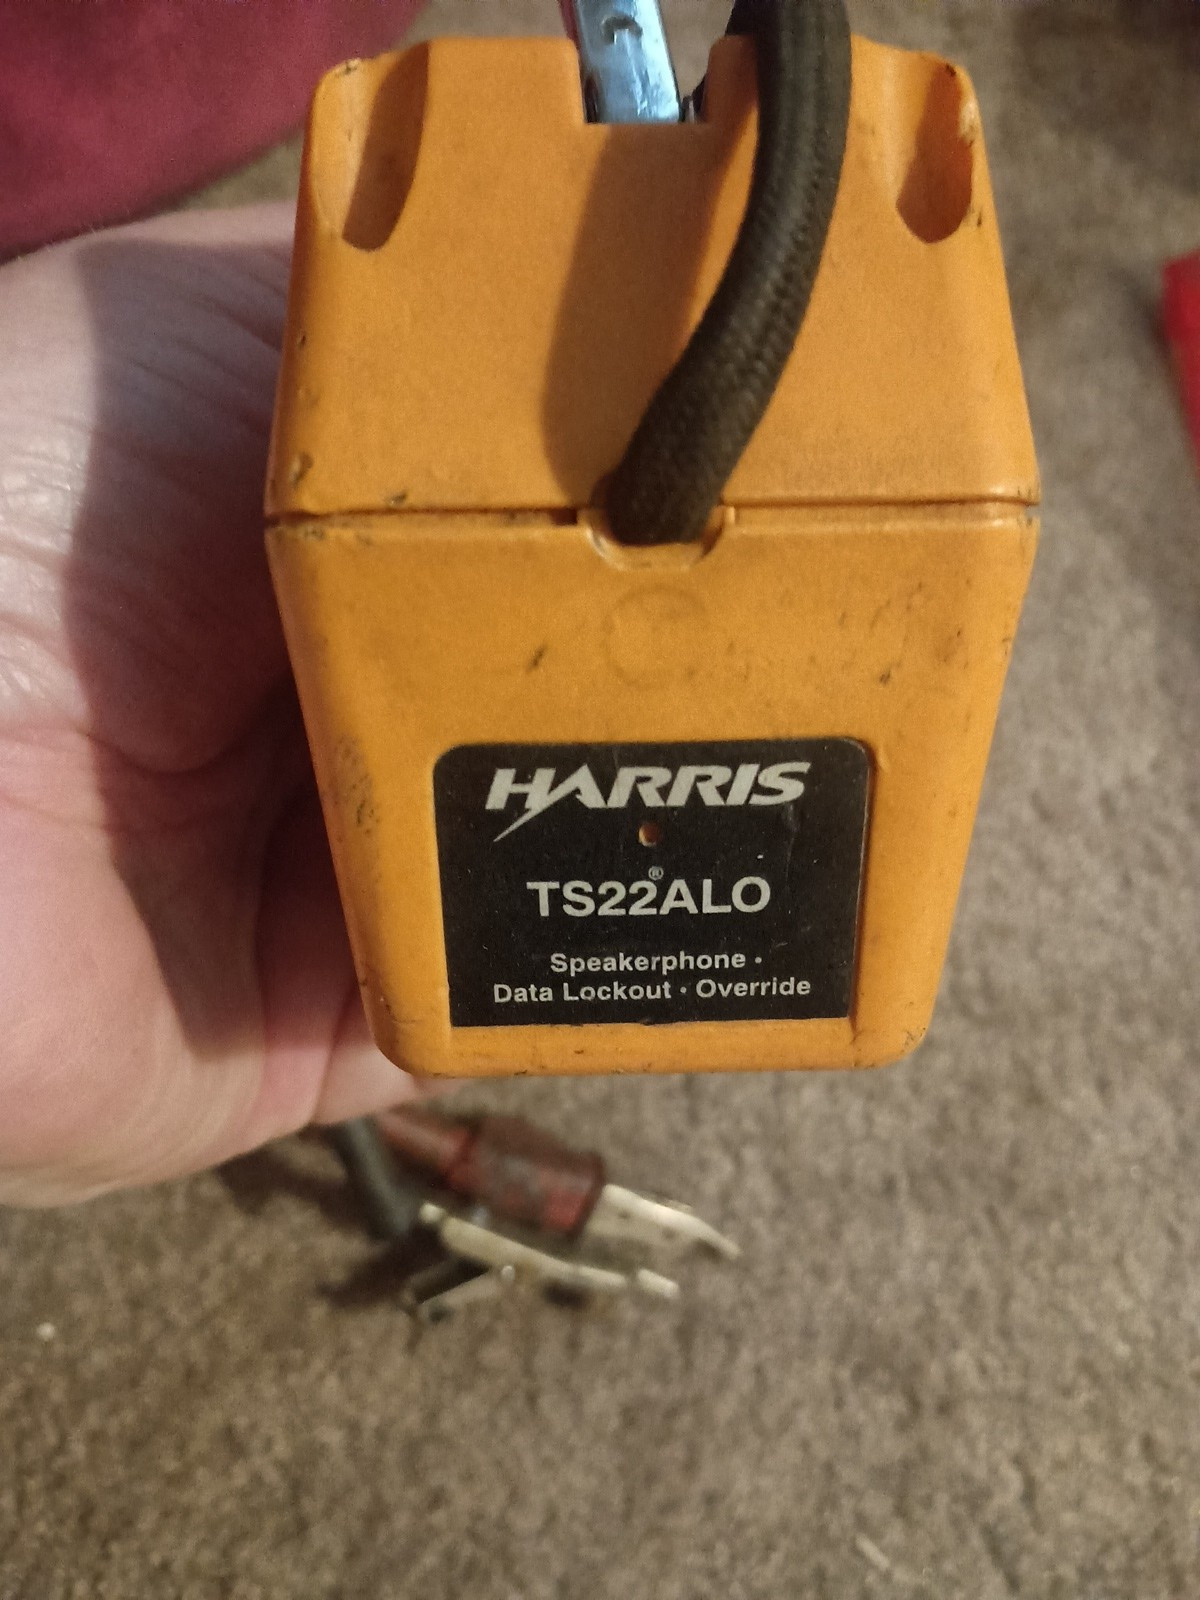 HARRIS
®
TS22ALO
Speakerphone •
Data Lockout • Override